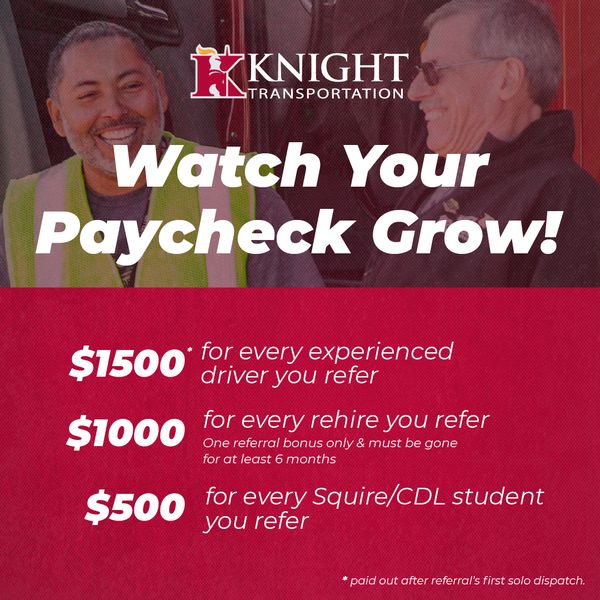 KNIGHT
TRANSPORTATION
Watch Your
Paycheck Grow!
$1500* for every experienced
driver you refer
$1000 for every rehire you refer
One referral bonus only & must be gone
for at least 6 months
$500 for every Squire/CDL student
you refer
* paid out after referral's first solo dispatch.